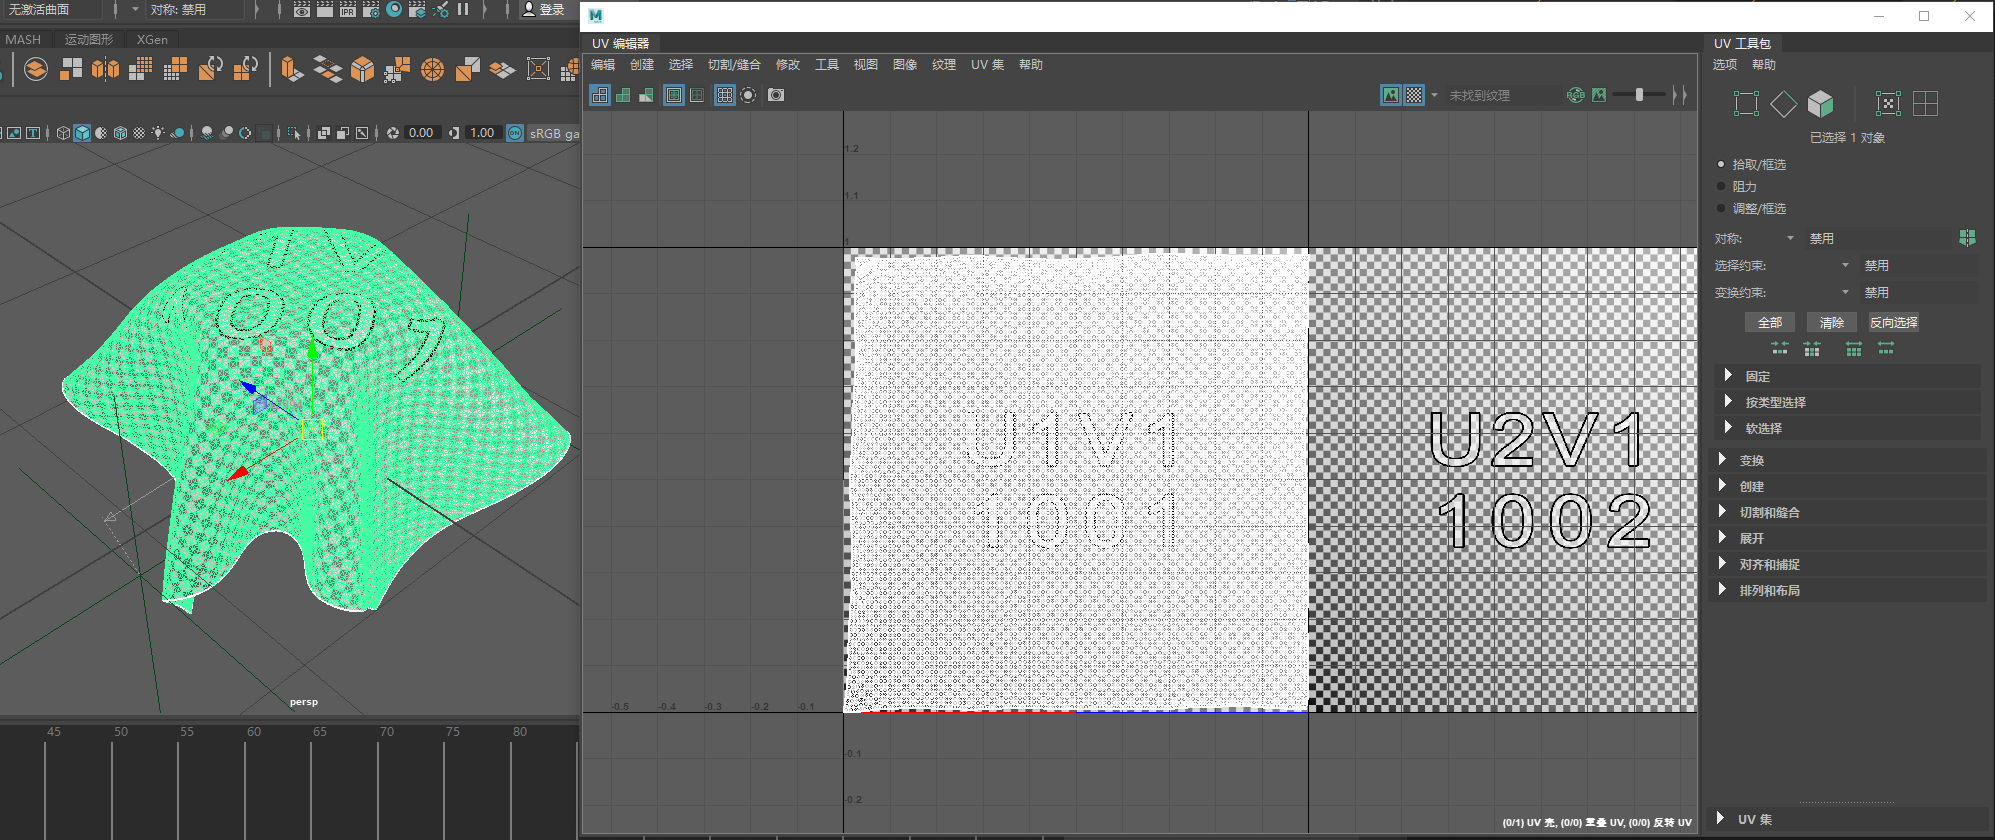 无激活曲面
对称: 禁用
IPR
登录
MASH
运动图形
XGen
0.00
1.00
ON
sRGB ga
persp
45
50
55
60
65
70
75
80
M
UV 编辑器
编辑
创建
选择
切割/缝合
修改
工具
视图
图像
纹理
UV 集
帮助
未找到纹理
RGB
1.2
1.1
1
U1V1
1001
U2V1
1002
-0.5
-0.4
-0.3
-0.2
-0.1
-0.1
-0.2
(0/1) UV 壳, (0/0) 重叠 UV, (0/0) 反转 UV
UV 工具包
选项
帮助
已选择 1 对象
拾取/框选
阻力
调整/框选
对称:
禁用
选择约束:
禁用
变换约束:
禁用
全部
清除
反向选择
固定
按类型选择
软选择
变换
创建
切割和缝合
展开
对齐和捕捉
排列和布局
UV 集